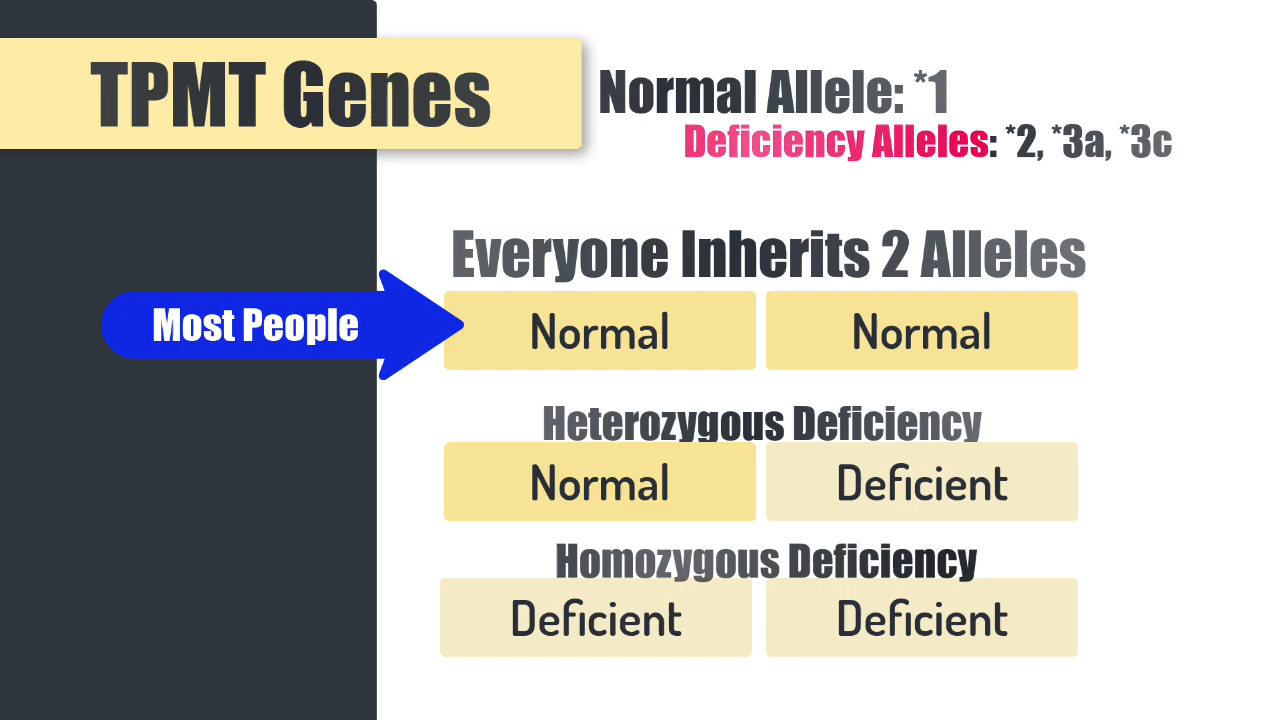 TPMT Genes
Normal Allele: *1
Deficiency Alleles: *2, *3a, *3c
Everyone Inherits 2 Alleles
Most People
Normal Normal
Heterozygous Deficiency
Normal Deficient
Homozygous Deficiency
Deficient Deficient